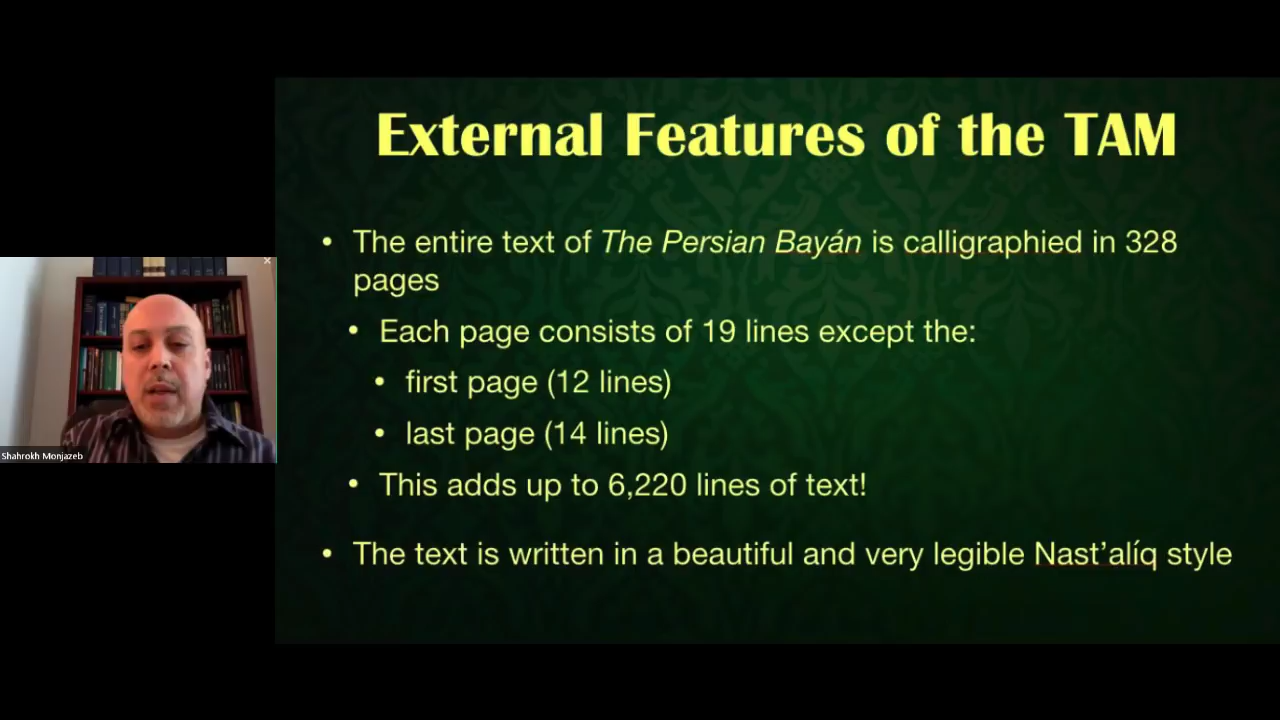 External Features of the TAM
• The entire text of The Persian Bayán is calligraphied in 328
pages
• Each page consists of 19 lines except the:
• first page (12 lines)
• last page (14 lines)
• This adds up to 6,220 lines of text!
• The text is written in a beautiful and very legible Nast’alíq style
Shahrokh Monjazeb